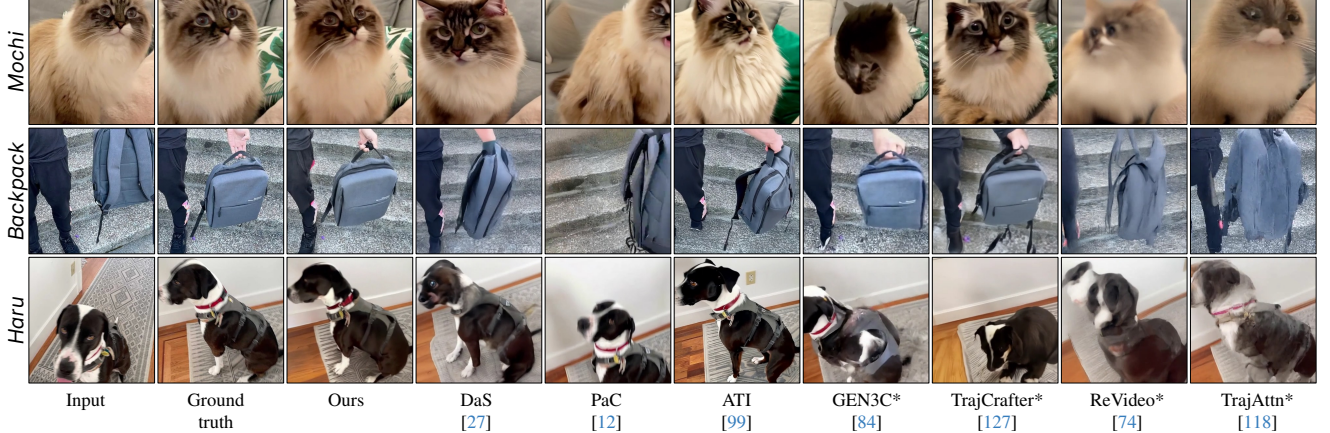 Mochi
Backpack
Haru
Input
Ground truth
Ours
DaS [27]
PaC [12]
ATI [99]
GEN3C* [84]
TrajCrafter* [127]
ReVideo* [74]
TrajAttn* [118]